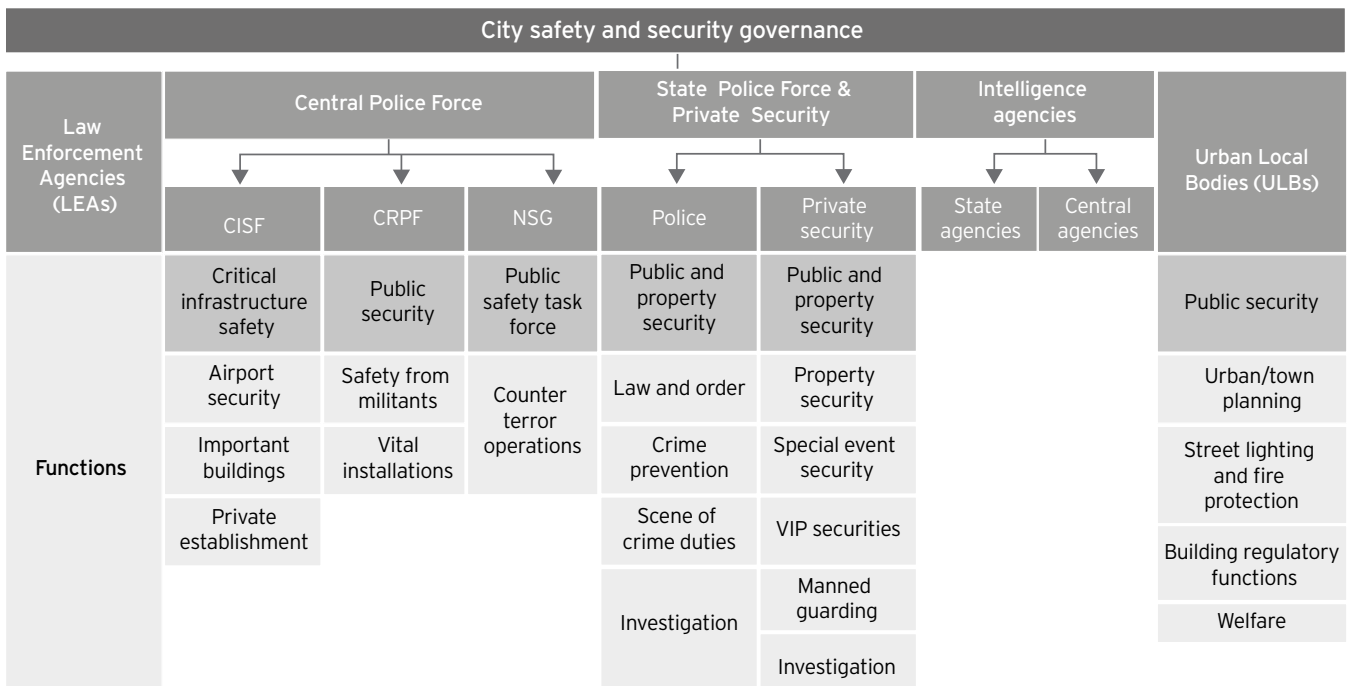 City safety and security governance
Law
Enforcement
Agencies
(LEAs)
Central Police Force
State Police Force &
Private Security
Intelligence
agencies
Urban Local
Bodies (ULBs)
CISF
CRPF
NSG
Police
Private
security
State
agencies
Central
agencies
Functions
Critical
infrastructure
safety
Airport
security
Important
buildings
Private
establishment
Public
security
Safety from
militants
Vital
installations
Public
safety task
force
Counter
terror
operations
Public and
property
security
Law and order
Crime
prevention
Scene of
crime duties
Investigation
Public and
property
security
Property
security
Special event
security
VIP securities
Manned
guarding
Investigation
Public security
Urban/town
planning
Street lighting
and fire
protection
Building regulatory
functions
Welfare